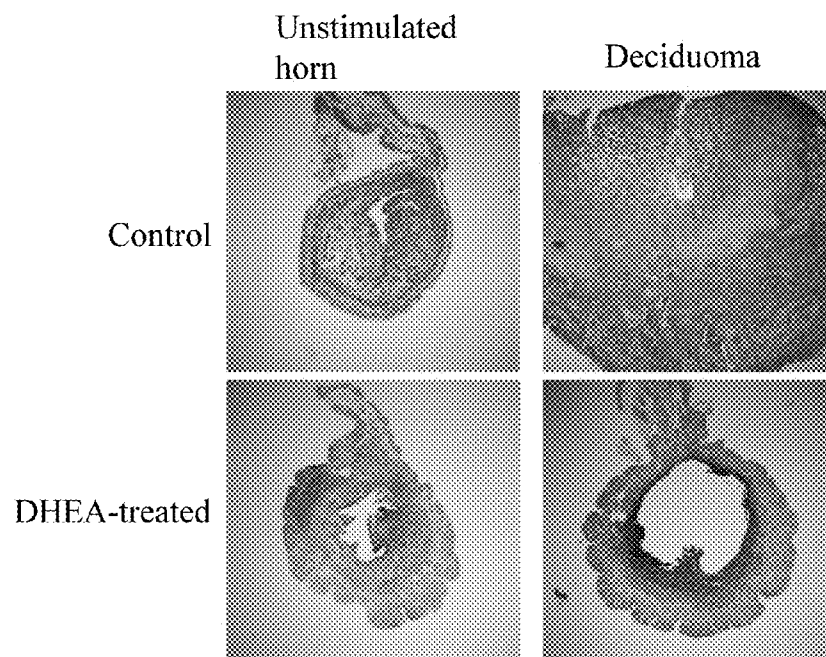 Unstimulated
horn
Deciduoma
Control
DHEA-treated